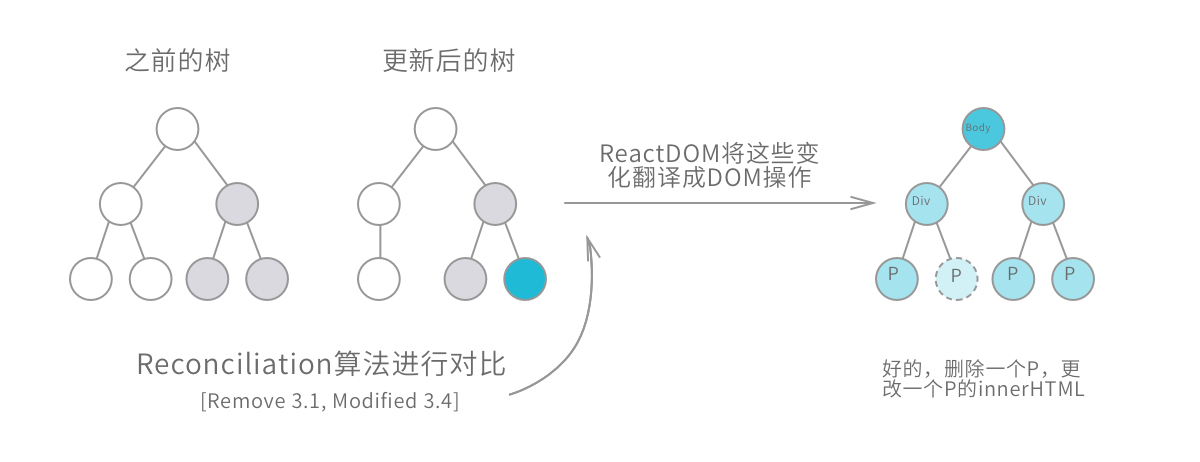 之前的树
更新后的树
ReactDOM将这些变
化翻译成DOM操作
Body
Div
Div
P
P
P
P
Reconciliation算法进行对比
[Remove 3.1, Modified 3.4]
好的，删除一个P，更
改一个P的innerHTML